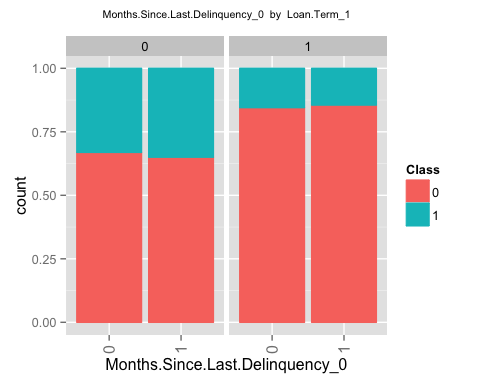 Months.Since.Last.Delinquency_0 by Loan.Term_1
0 1
1.00
0.75
0.50
0.25
0.00
count
0 1 0 1
Months.Since.Last.Delinquency_0
Class
0
1